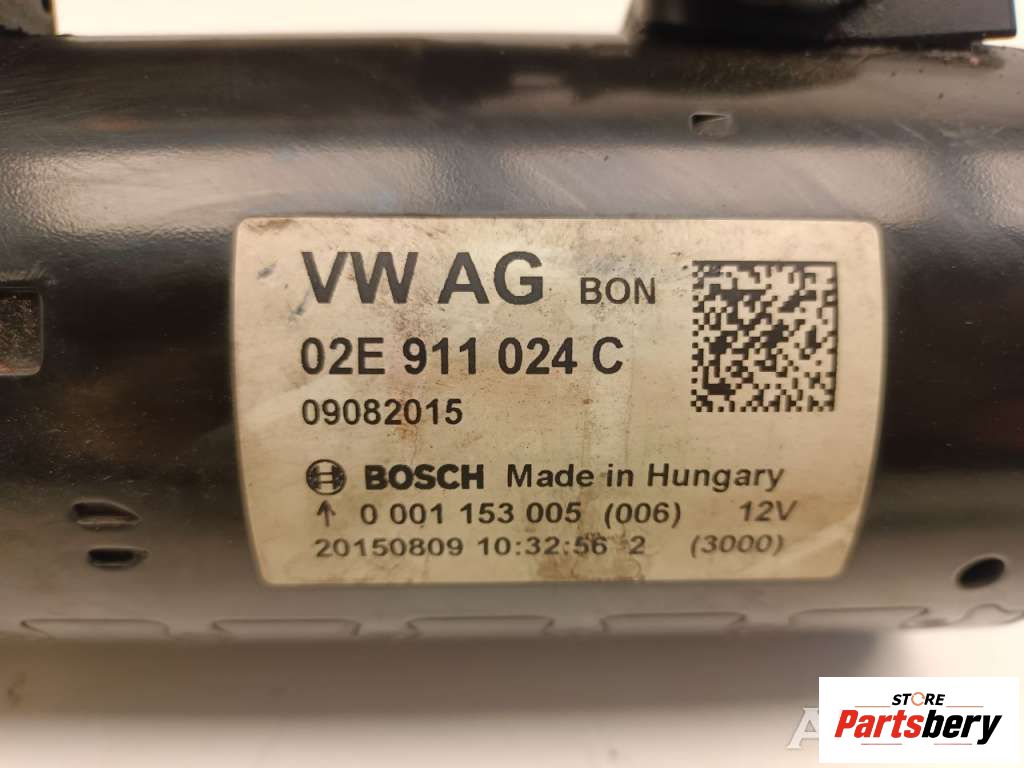 VW AG BON
02E 911 024 C
09082015
BOSCH Made in Hungary
↑ 0 001 153 005 (006) 12V
20150809 10:32:56 2 (3000)
STORE
Partsbery